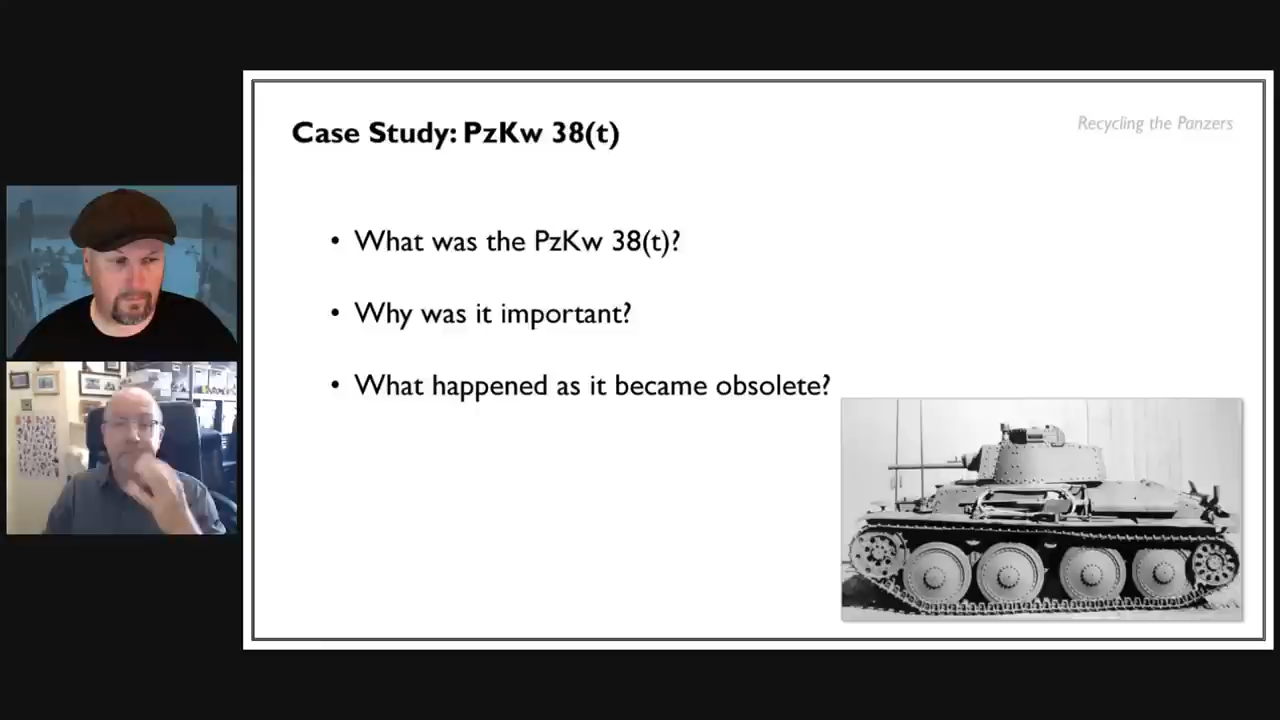 Case Study: PzKw 38(t)
Recycling the Panzers
• What was the PzKw 38(t)?
• Why was it important?
• What happened as it became obsolete?